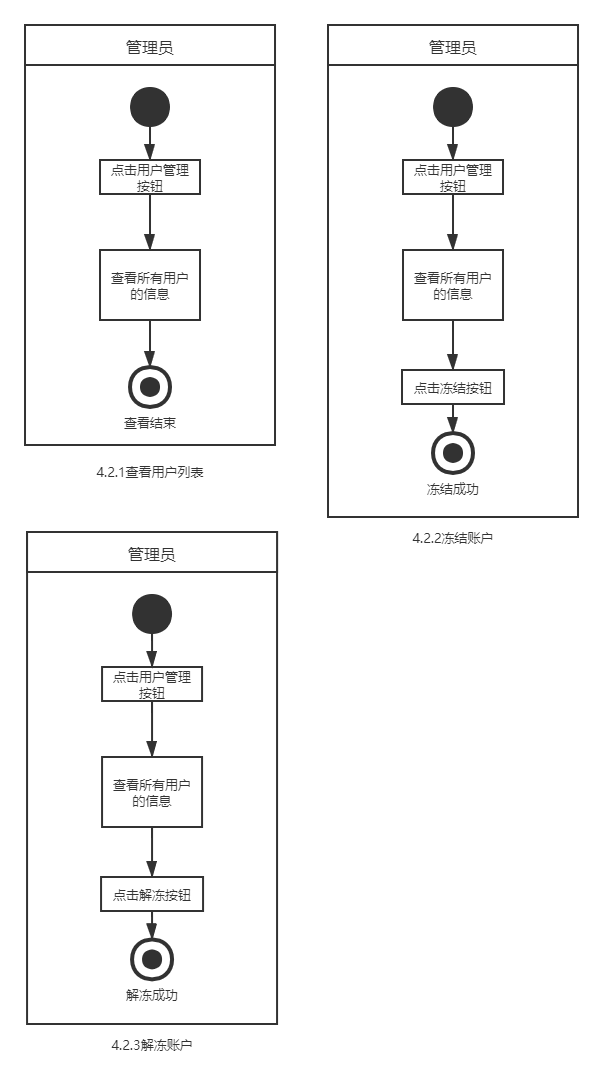 管理员
点击用户管理
按钮
查看所有用户
的信息
查看结束
4.2.1查看用户列表
管理员
点击用户管理
按钮
查看所有用户
的信息
点击冻结按钮
冻结成功
4.2.2冻结账户
管理员
点击用户管理
按钮
查看所有用户
的信息
点击解冻按钮
解冻成功
4.2.3解冻账户